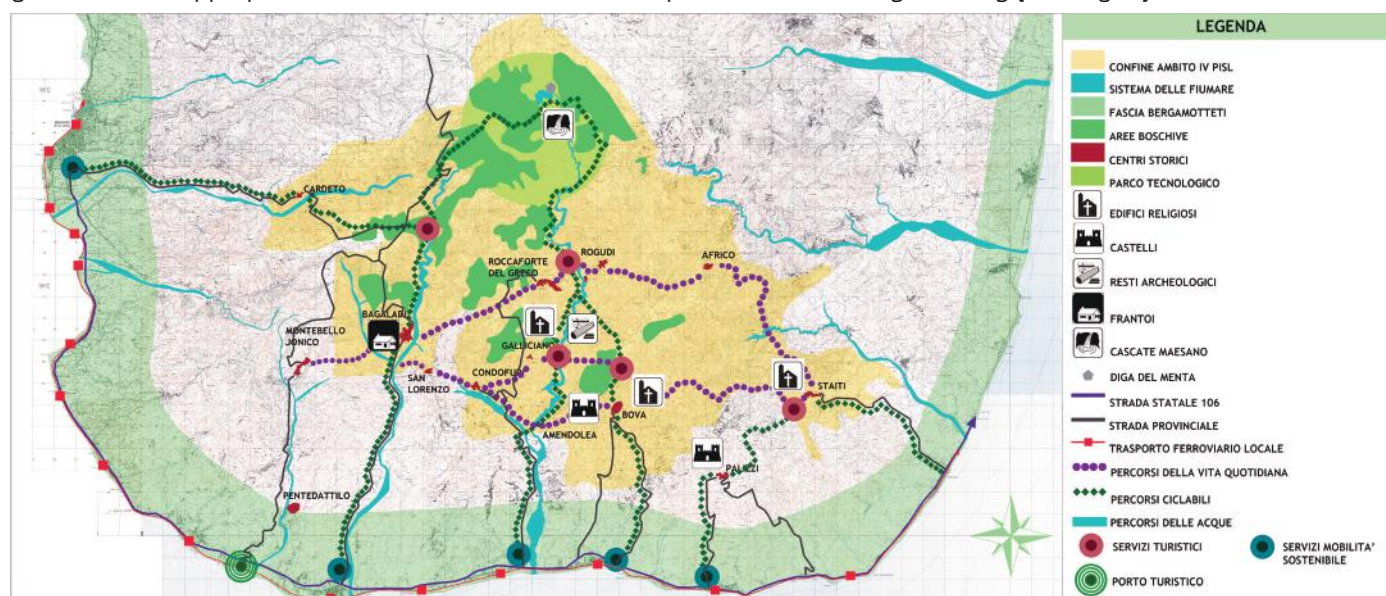 LEGENDA
CONFINE AMBITO IV PISL
SISTEMA DELLE FIUMARE
FASCIA BERGAMOTTETI
AREE BOSCHIVE
CENTRI STORICI
PARCO TECNOLOGICO
EDIFICI RELIGIOSI
CASTELLI
RESTI ARCHEOLOGICI
FRANTOI
CASCATE MAESANO
DIGA DEL MENTA
STRADA STATALE 106
STRADA PROVINCIALE
TRASPORTO FERROVIARIO LOCALE
PERCORSI DELLA VITA QUOTIDIANA
PERCORSI CICLABILI
PERCORSI DELLE ACQUE
SERVIZI TURISTICI
SERVIZI MOBILITA'
SOSTENIBILE
PORTO TURISTICO
CARDETO
ROCCAFORTE
DEL GRECO
ROGUDI
AFRICO
BAGALADI
MONTEBELLO
JONICO
GALLICIANO
SAN
LORENZO
CONDOFURI
STAITI
BOVA
AMENDOLEA
PALIZZI
PENTEDATTILO